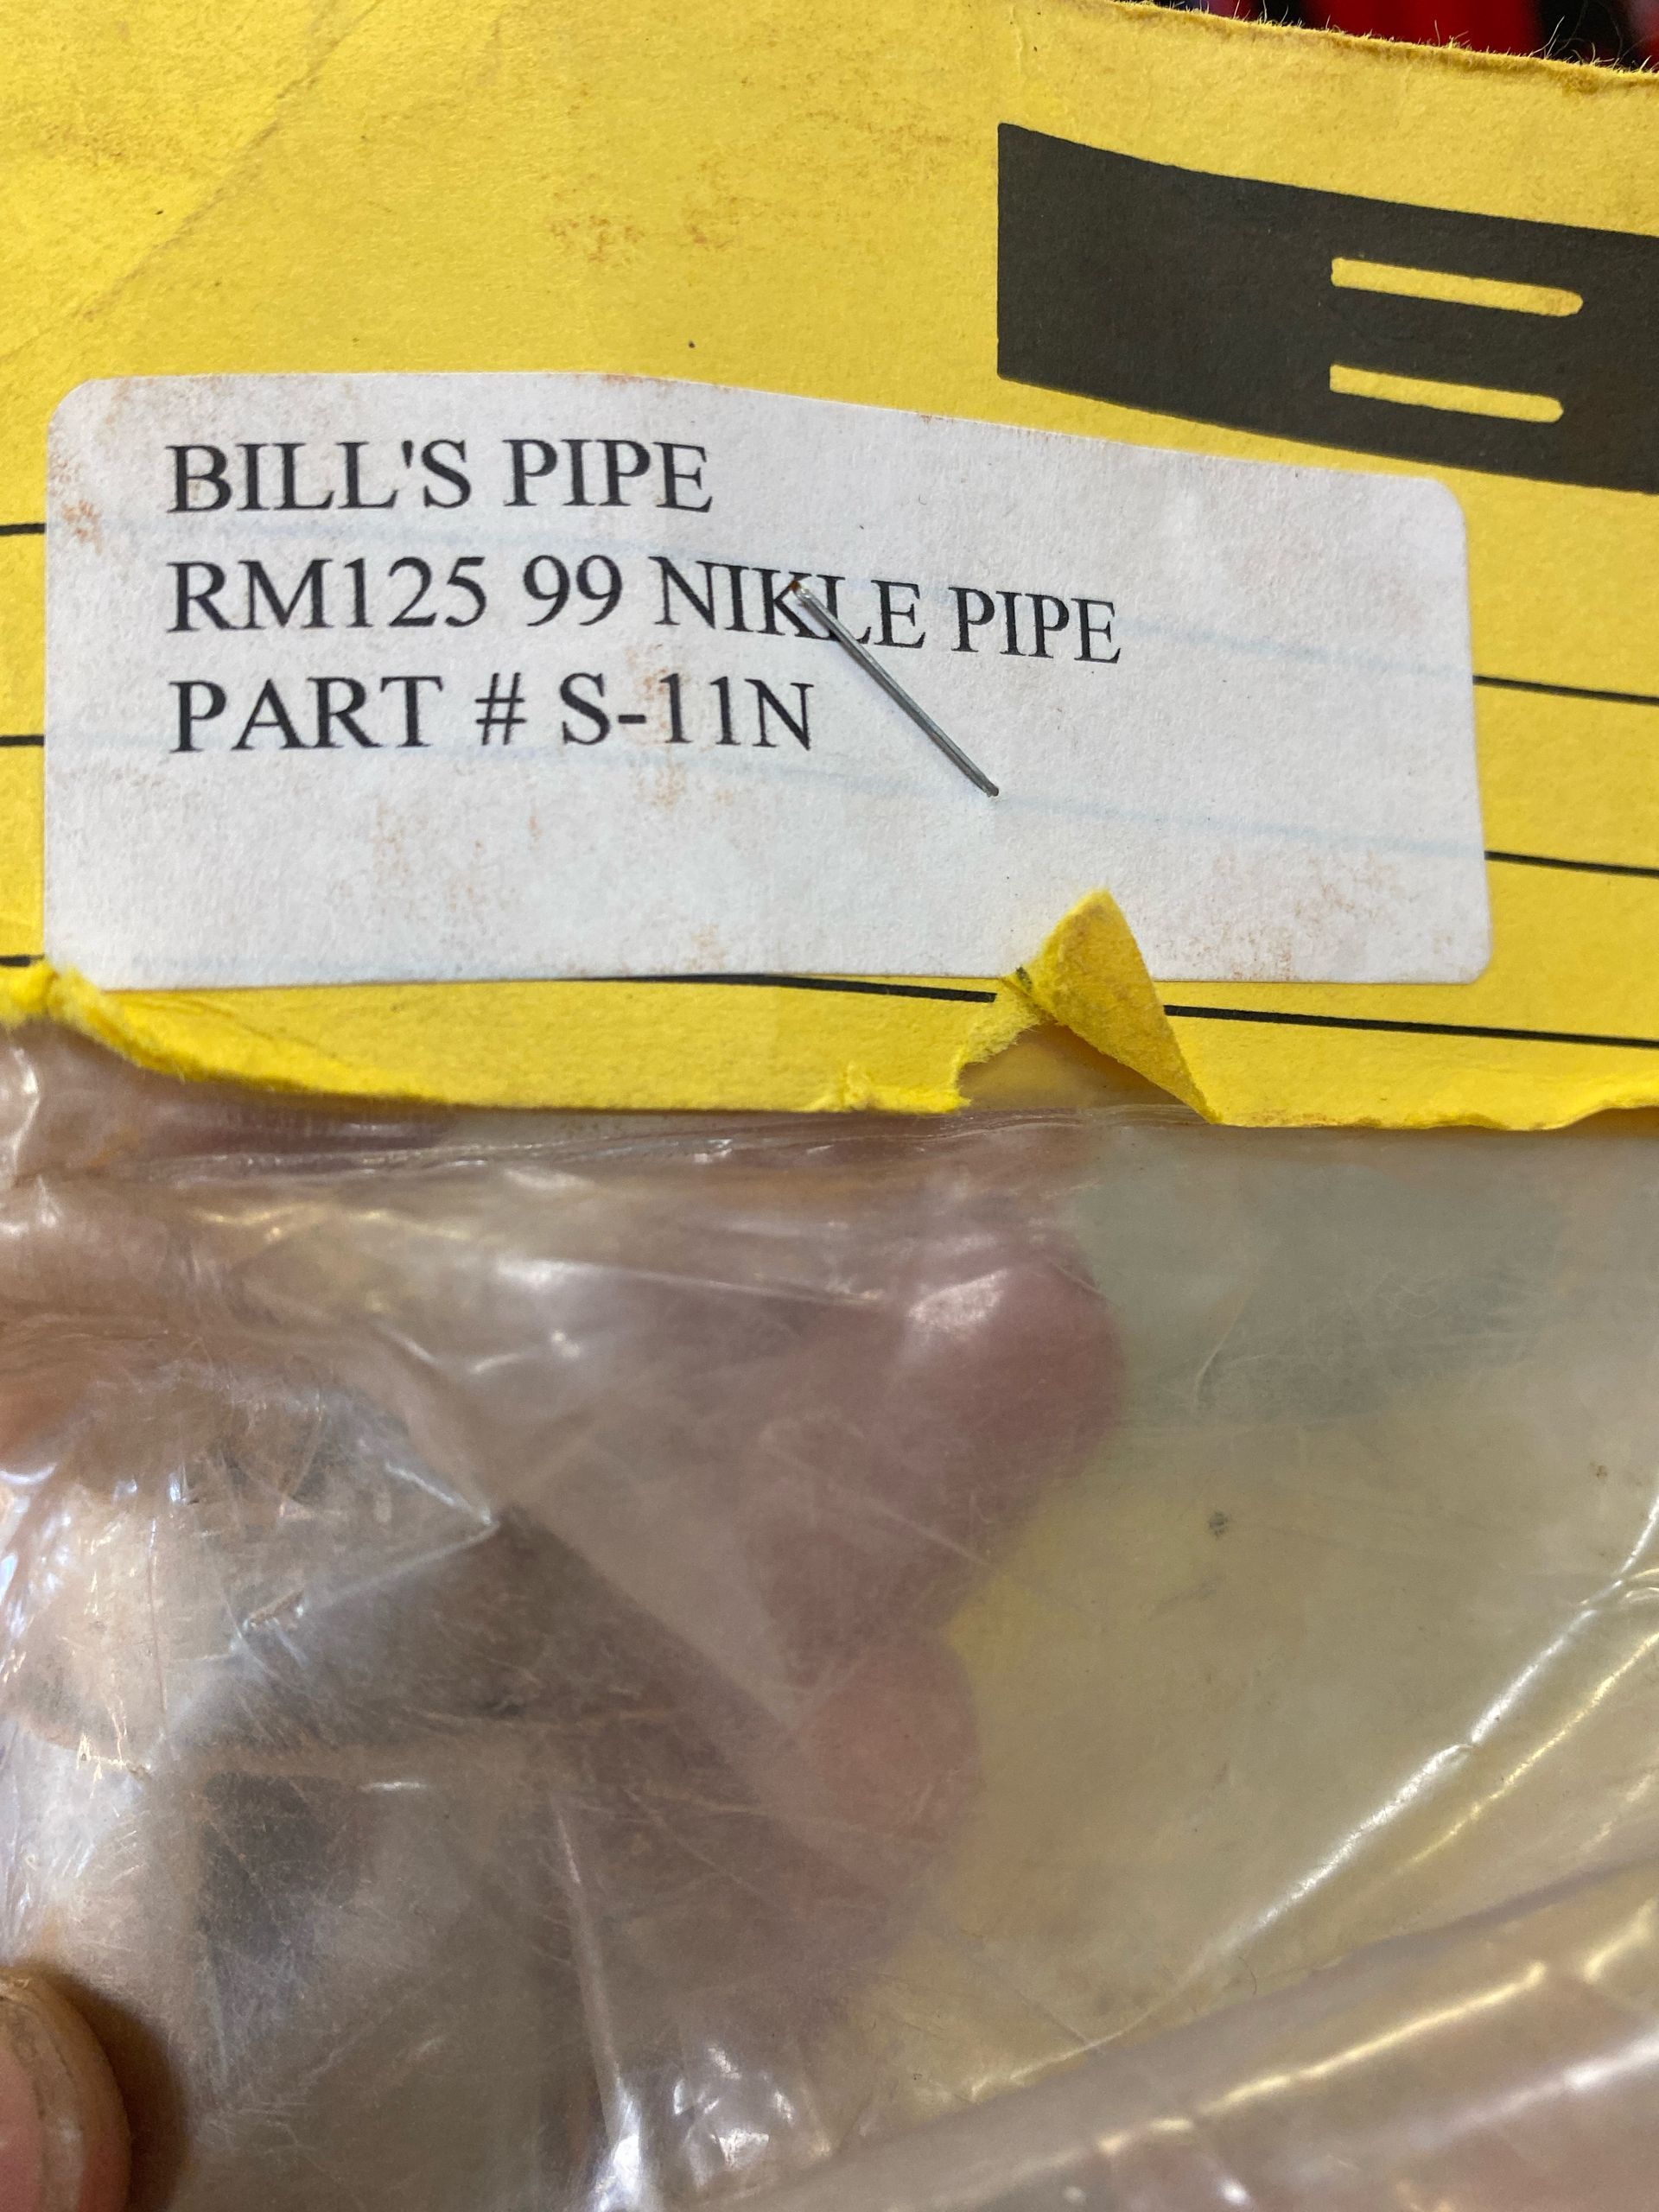 BILL'S PIPE
RM125 99 NIKLE PIPE
PART # S-11N